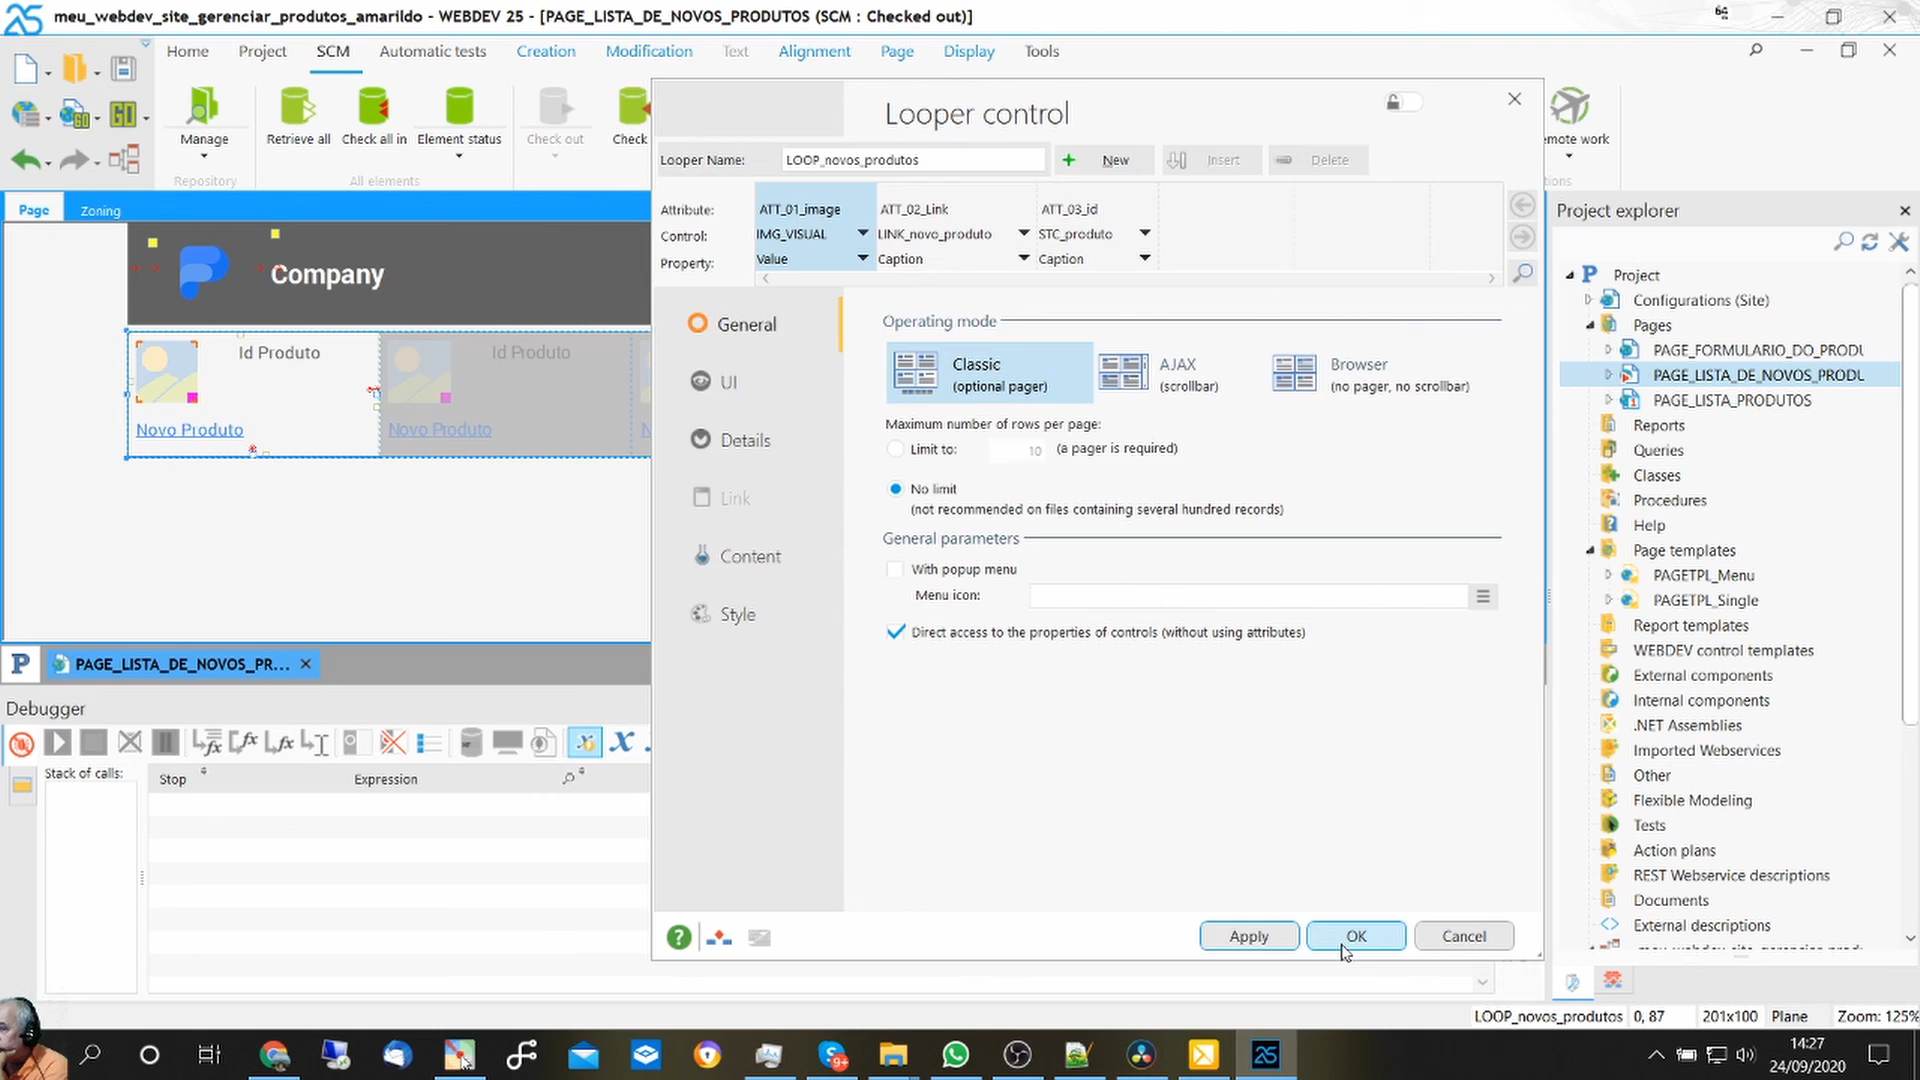 meu_webdev_site_gerenciar_produtos_amarildo - WEBDEV 25 - [PAGE_LISTA_DE_NOVOS_PRODUTOS (SCM : Checked out)]
64
Home Project SCM Automatic tests Creation Modification Text Alignment Page Display Tools
GO
GO
Manage
Retrieve all
Check all in
Element status
Check out
Check
emote work
Repository
All elements
tions
Looper control
Looper Name: LOOP_novos_produtos
New Insert Delete
Attribute: ATT_01_image ATT_02_Link ATT_03_id
Control: IMG_VISUAL LINK_novo_produto STC_produto
Property: Value Caption Caption
General
UI
Details
Link
Content
Style
Operating mode
Classic
(optional pager)
AJAX
(scrollbar)
Browser
(no pager, no scrollbar)
Maximum number of rows per page:
Limit to: 10 (a pager is required)
No limit
(not recommended on files containing several hundred records)
General parameters
With popup menu
Menu icon:
Direct access to the properties of controls (without using attributes)
Apply OK Cancel
Page Zoning
Company
Id Produto Id Produto
Novo Produto Novo Produto N
PAGE_LISTA_DE_NOVOS_PR...
Debugger
Stack of calls:
Stop Expression
Project explorer
Project
Configurations (Site)
Pages
PAGE_FORMULARIO_DO_PRODU
PAGE_LISTA_DE_NOVOS_PRODU
PAGE_LISTA_PRODUTOS
Reports
Queries
Classes
Procedures
Help
Page templates
PAGETPL_Menu
PAGETPL_Single
Report templates
WEBDEV control templates
External components
Internal components
.NET Assemblies
Imported Webservices
Other
Flexible Modeling
Tests
Action plans
REST Webservice descriptions
Documents
External descriptions
LOOP_novos_produtos 0, 87 201x100 Plane Zoom: 125%
9+
25
14:27
24/09/2020